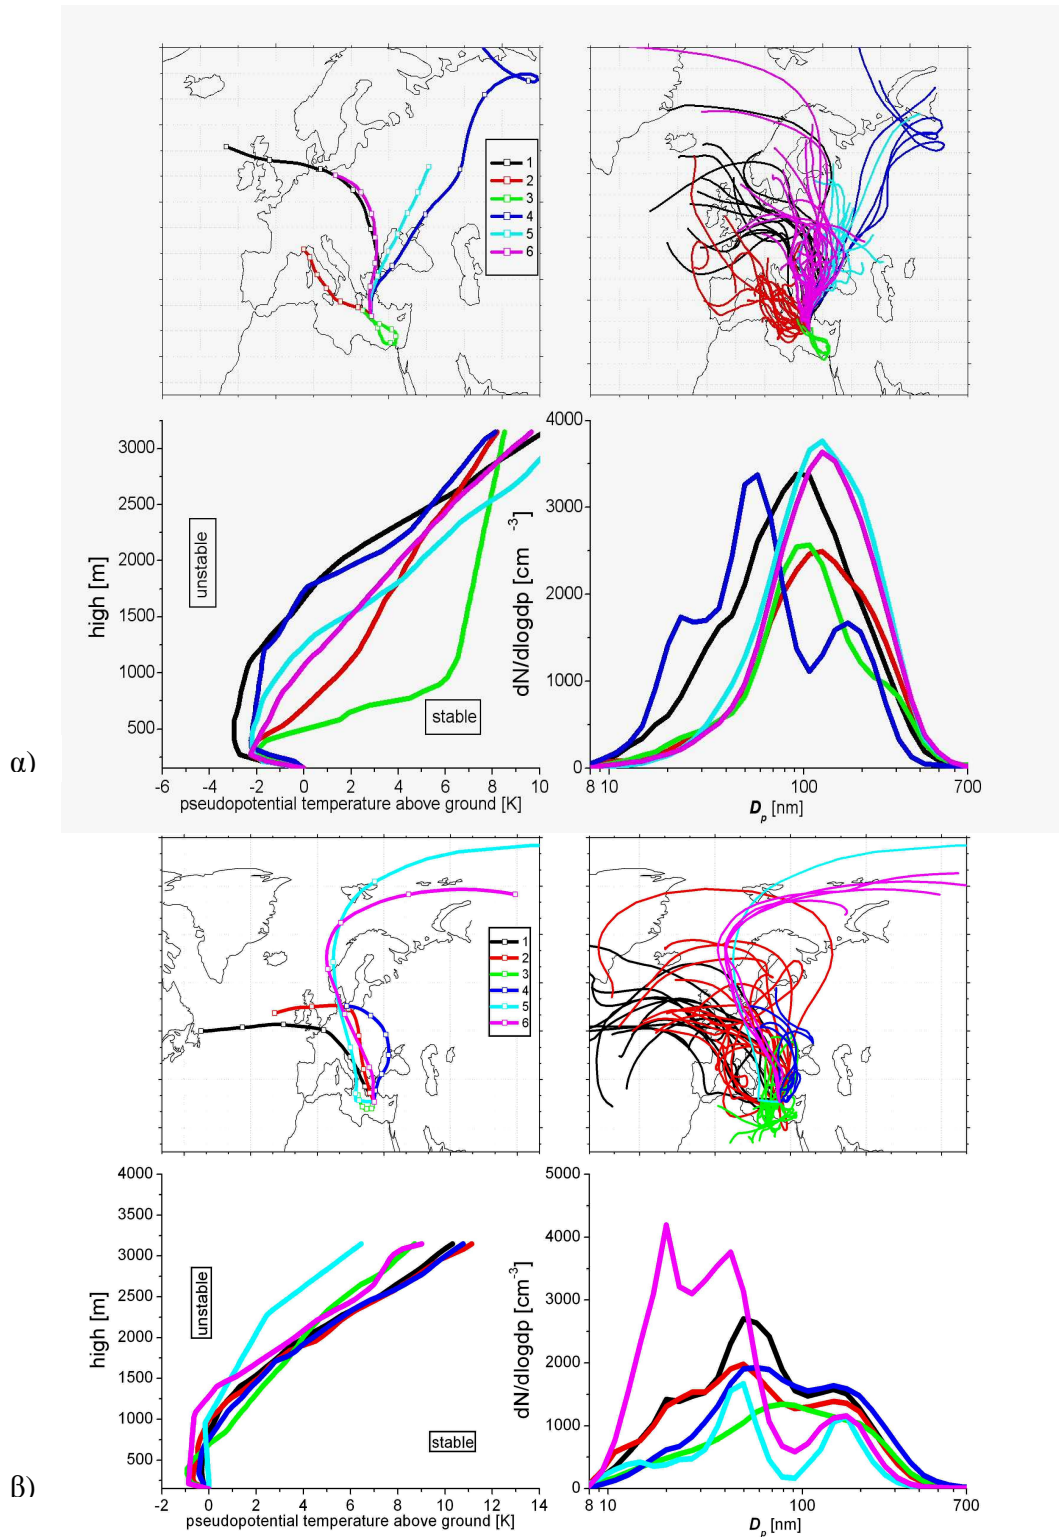 1
2
3
4
5
6
3000
2500
2000
1500
1000
500
high [m]
unstable
stable
-6 -4 -2 0 2 4 6 8 10
pseudopotential temperature above ground [K]
4000
3000
2000
1000
0
dN/dlogdp [cm⁻³]
8 10 100 700
Dp [nm]
α)
1
2
3
4
5
6
4000
3500
3000
2500
2000
1500
1000
500
high [m]
unstable
stable
-2 0 2 4 6 8 10 12 14
pseudopotential temperature above ground [K]
5000
4000
3000
2000
1000
0
dN/dlogdp [cm⁻³]
8 10 100 700
Dp [nm]
β)